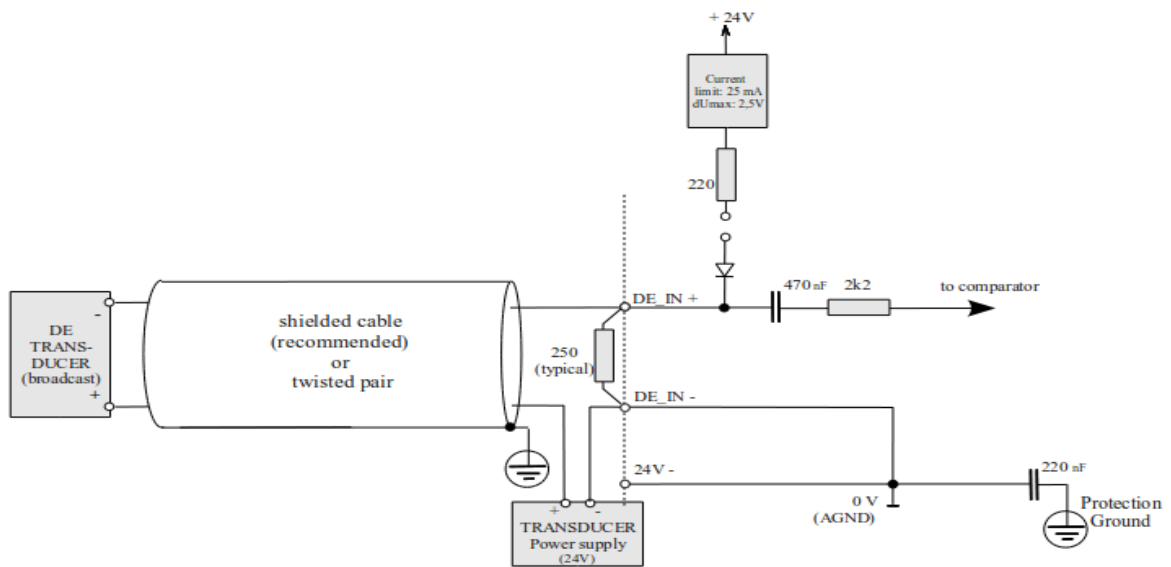 + 24V
Current
limit: 25 mA
dUmax: 2,5V
220
470 nF
2k2
to comparator
DE_IN +
-
DE
TRANS-
DUCER
(broadcast)
+
shielded cable
(recommended)
or
twisted pair
250
(typical)
DE_IN -
24V -
220 nF
0 V
(AGND)
Protection
Ground
+ -
TRANSDUCER
Power supply
(24V)